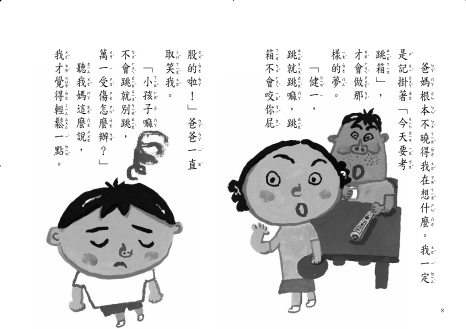 爸媽根本不曉得我在想什麼。我一定
是記掛著「今天要考
跳箱」,
才會做那
樣的夢。
「健一,
跳就跳嘛,跳
箱不會咬你屁
股的啦!」爸爸一直
取笑我。
「小孩子嘛,
不會跳就別跳,
萬一受傷怎麼辦?」
聽我媽這麼說,
我才覺得輕鬆一點。
8